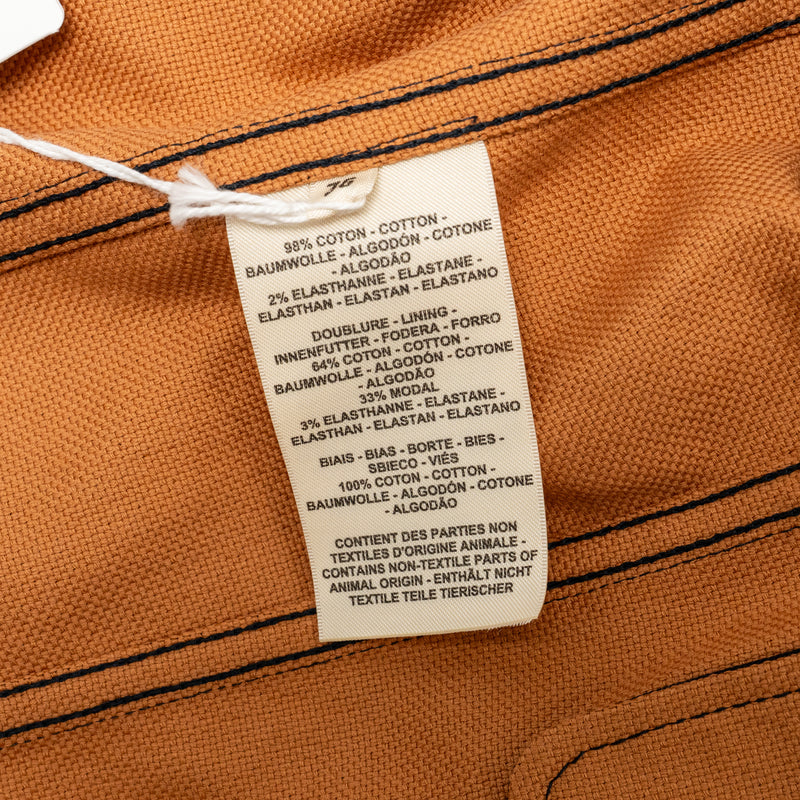 36
98% COTON - COTTON -
BAUMWOLLE - ALGODÓN - COTONE
- ALGODÃO
2% ELASTHANNE - ELASTANE -
ELASTHAN - ELASTAN - ELASTANO
DOUBLURE - LINING -
INNENFUTTER - FODERA - FORRO
64% COTON - COTTON -
BAUMWOLLE - ALGODÓN - COTONE
- ALGODÃO
33% MODAL
3% ELASTHANNE - ELASTANE -
ELASTHAN - ELASTAN - ELASTANO
BIAIS - BIAS - BORTE - BIES -
SBIECO - VIÉS
100% COTON - COTTON -
BAUMWOLLE - ALGODÓN - COTONE
- ALGODÃO
CONTIENT DES PARTIES NON
TEXTILES D'ORIGINE ANIMALE -
CONTAINS NON-TEXTILE PARTS OF
ANIMAL ORIGIN - ENTHÄLT NICHT
TEXTILE TEILE TIERISCHER